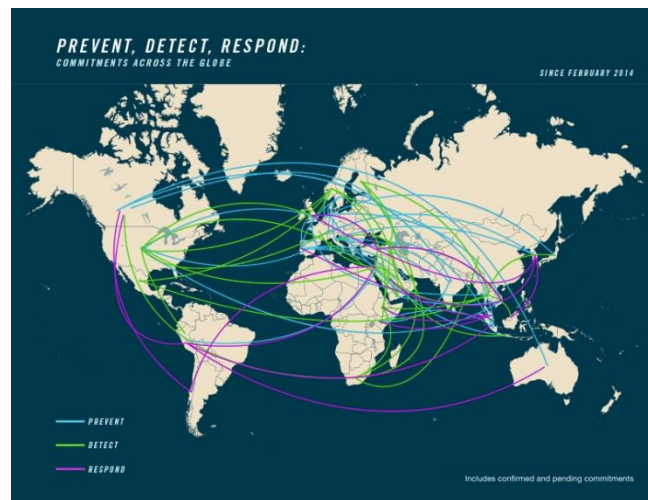 PREVENT, DETECT, RESPOND:
COMMITMENTS ACROSS THE GLOBE
SINCE FEBRUARY 2014
PREVENT
DETECT
RESPOND
Includes confirmed and pending commitments